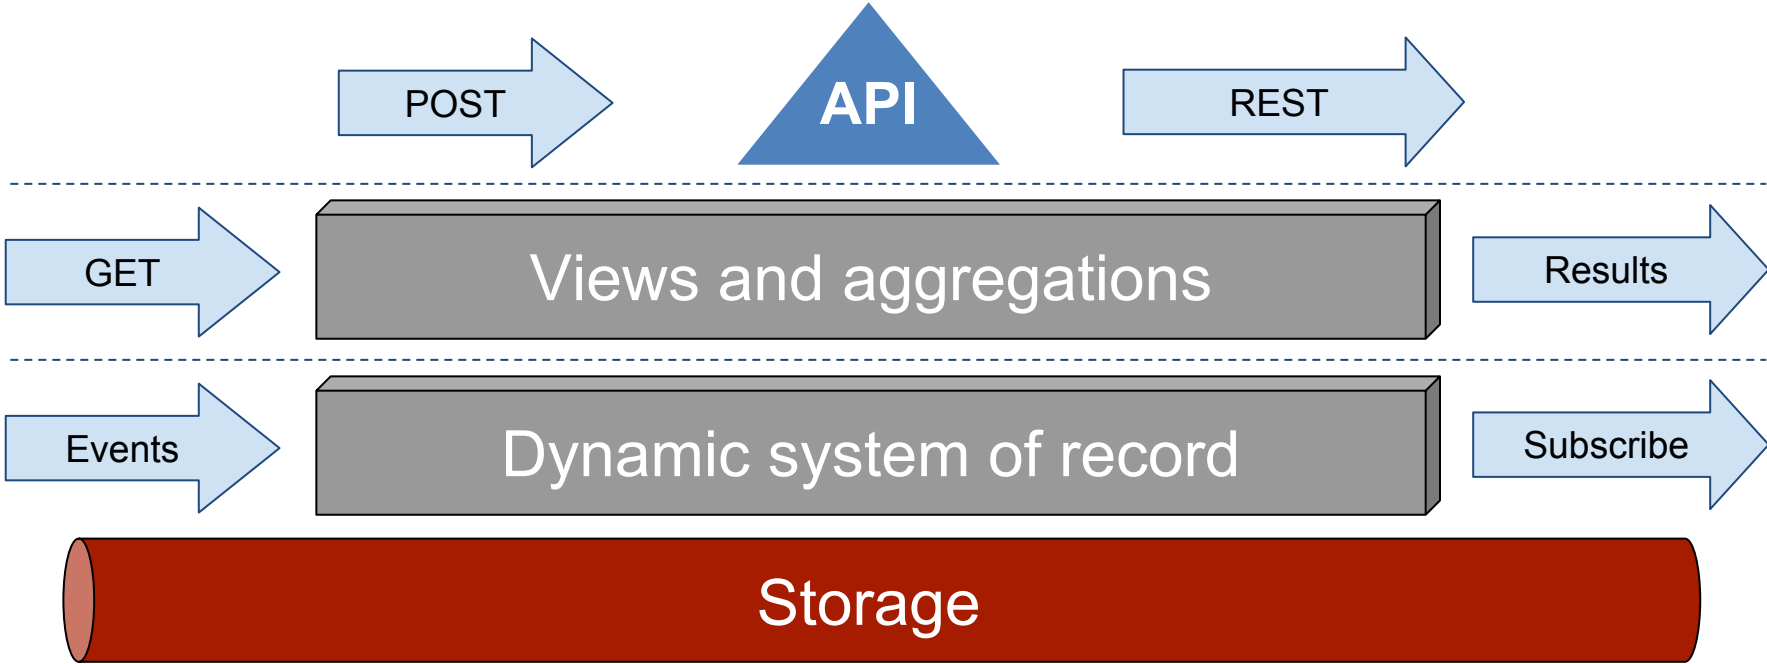 POST
API
REST
GET
Views and aggregations
Results
Events
Dynamic system of record
Subscribe
Storage